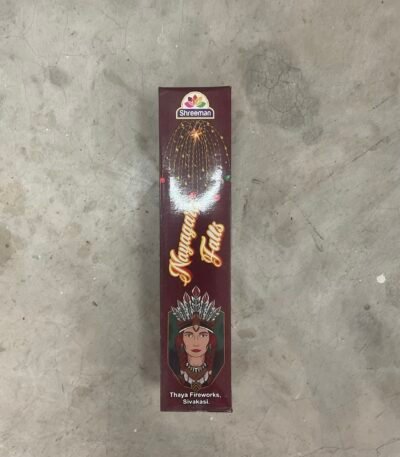 Shreeman
Falls
Thaya Fireworks,
Sivakasi.